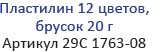 Пластилин 12 цветов,
брусок 20 г
Артикул 29С 1763-08